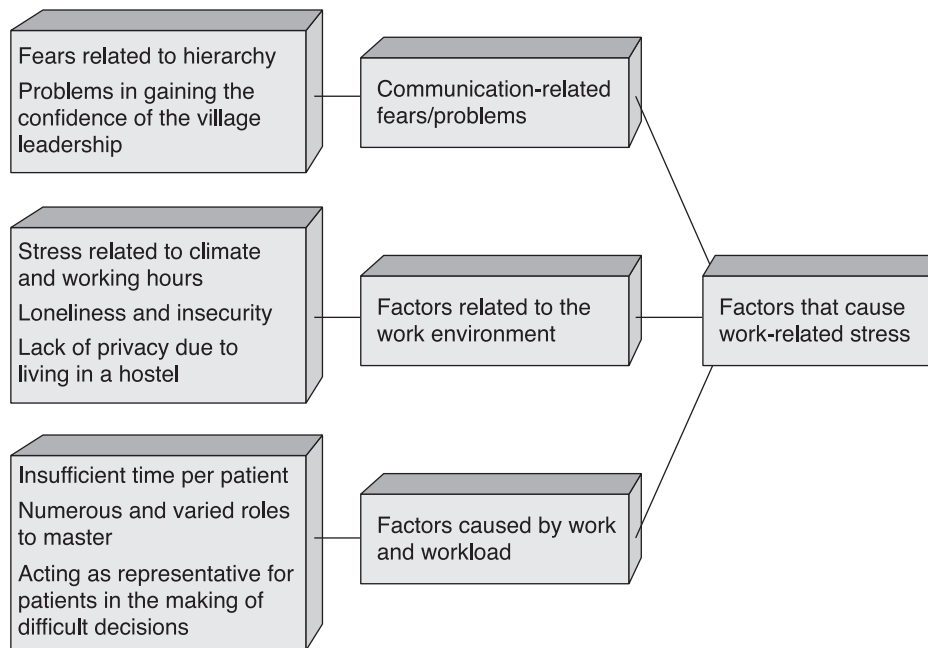 Fears related to hierarchy
Problems in gaining the
confidence of the village
leadership
Communication-related
fears/problems
Stress related to climate
and working hours
Loneliness and insecurity
Lack of privacy due to
living in a hostel
Factors related to the
work environment
Factors that cause
work-related stress
Insufficient time per patient
Numerous and varied roles
to master
Acting as representative for
patients in the making of
difficult decisions
Factors caused by work
and workload